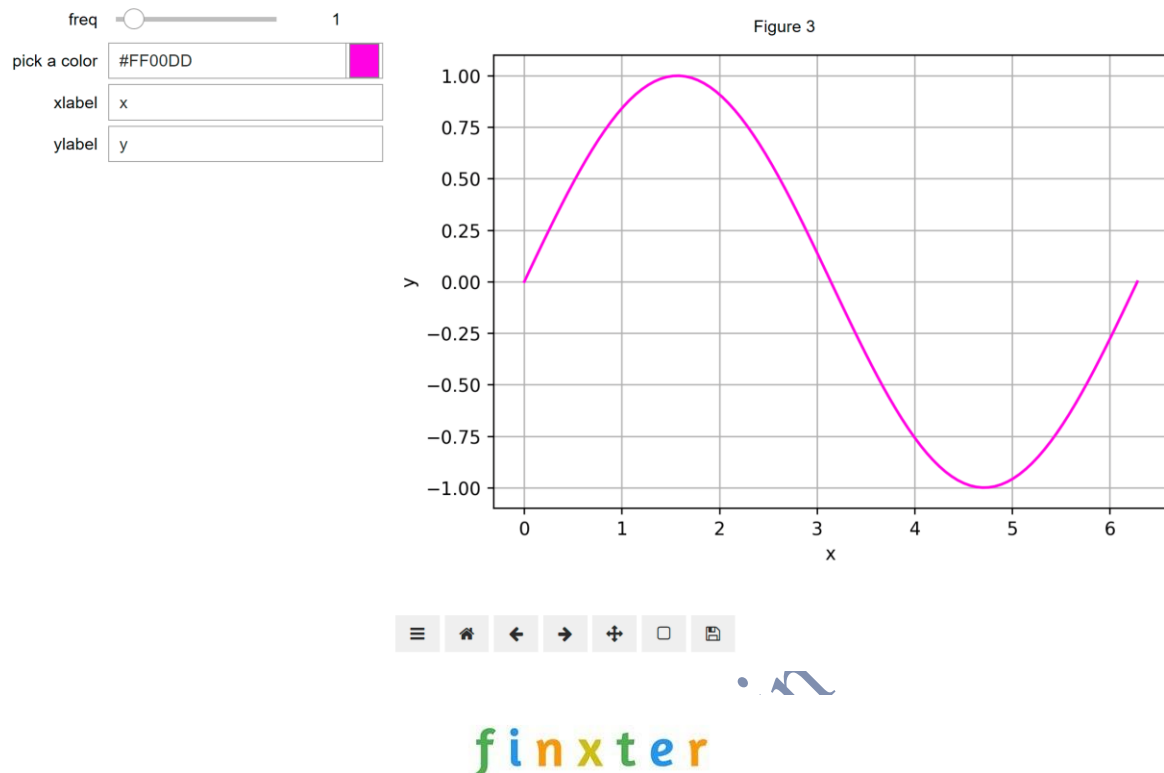 freq 1
pick a color #FF00DD
xlabel x
ylabel y
Figure 3
1.00
0.75
0.50
0.25
0.00
−0.25
−0.50
−0.75
−1.00
y
0 1 2 3 4 5 6
x
finxter